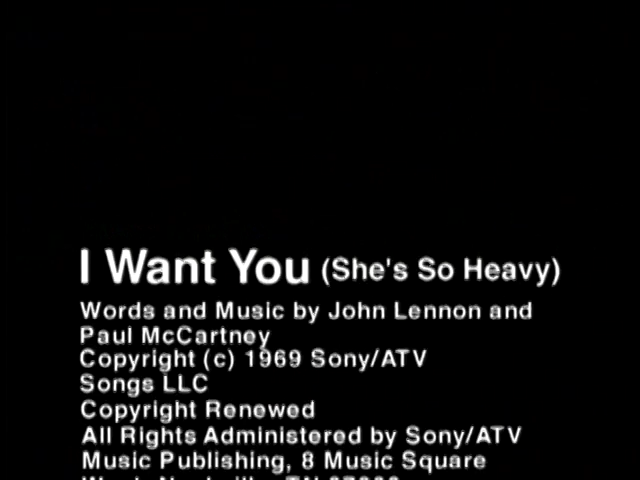 I Want You (She's So Heavy)
Words and Music by John Lennon and
Paul McCartney
Copyright (c) 1969 Sony/ATV
Songs LLC
Copyright Renewed
All Rights Administered by Sony/ATV
Music Publishing, 8 Music Square